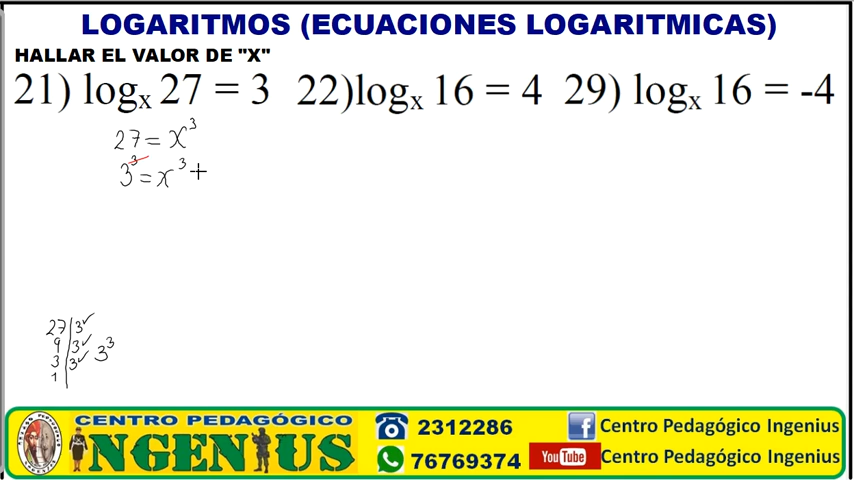 LOGARITMOS (ECUACIONES LOGARITMICAS)
HALLAR EL VALOR DE "X"
21) logₓ 27 = 3 22)logₓ 16 = 4 29) logₓ 16 = -4
27 = x³
3³ = x³
27 | 3 ✓
9 | 3 ✓
3 | 3 ✓ 3³
1 |
CENTRO PEDAGÓGICO
INGENIUS
2312286
76769374
Centro Pedagógico Ingenius
YouTube Centro Pedagógico Ingenius